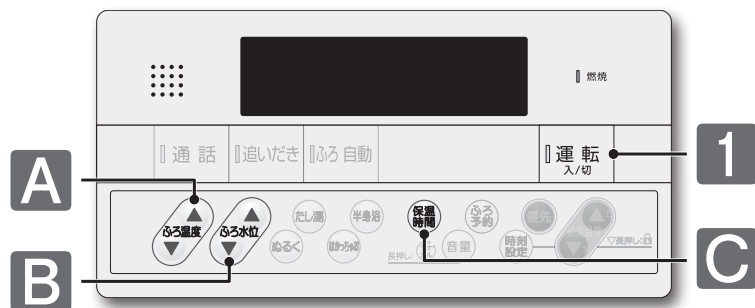 燃焼
通話
追いだき
ふろ自動
運転
入/切
1
A
B
C
ふろ温度
ふろ水位
たし湯
半身浴
保温
時間
ふろ
予約
優先
ぬるく
長押し:
音量
時刻
設定
▽長押し: